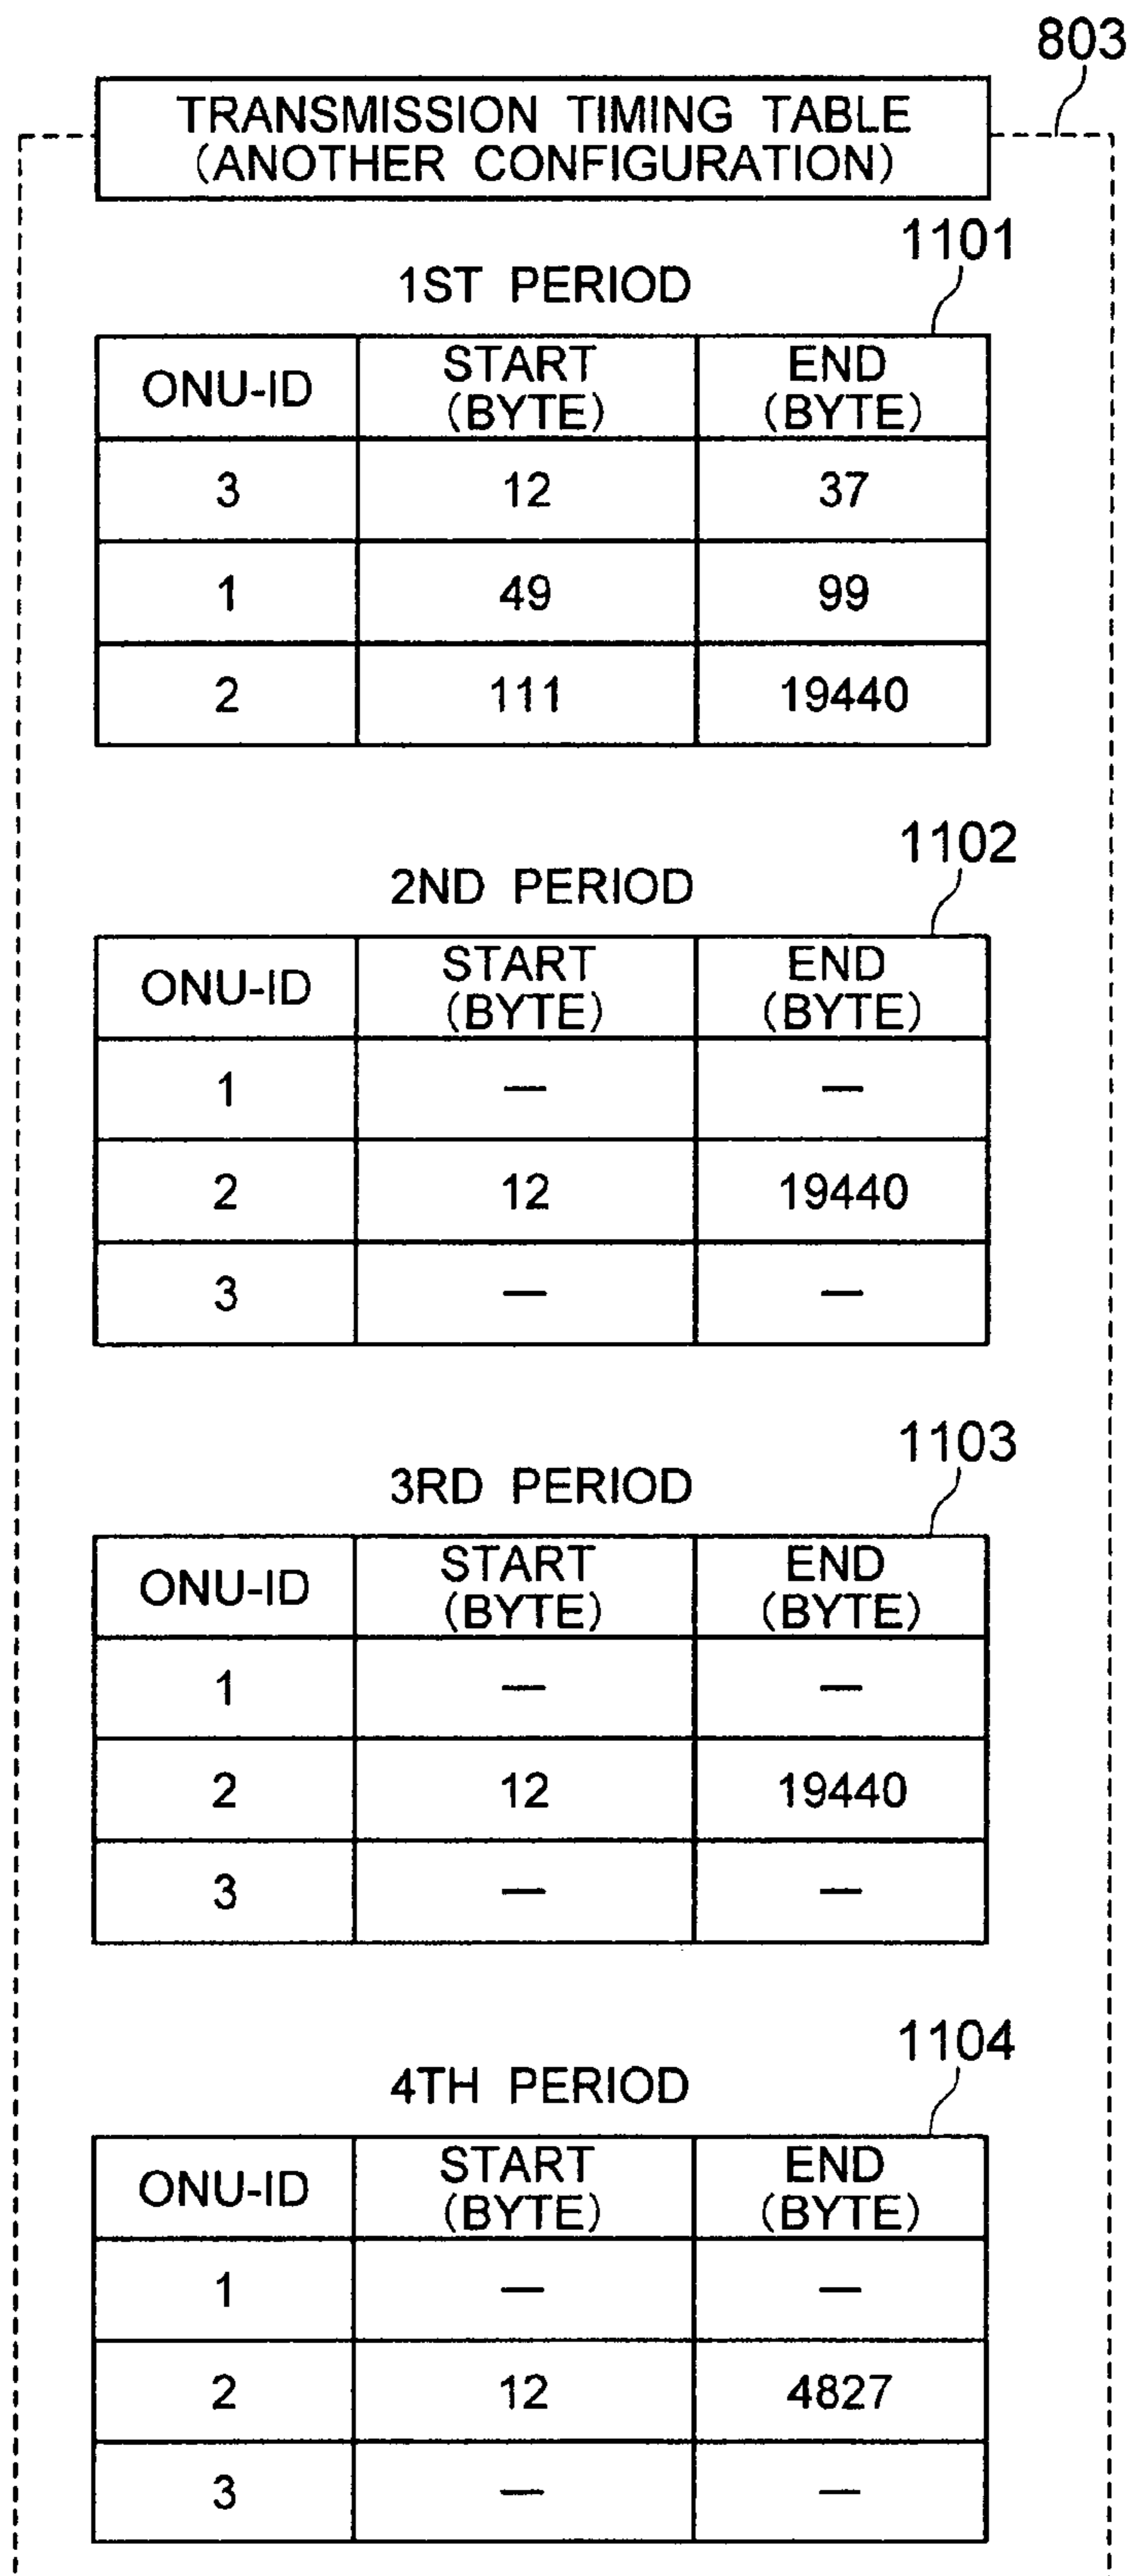 803
TRANSMISSION TIMING TABLE
(ANOTHER CONFIGURATION)
1101
1ST PERIOD
ONU-ID START (BYTE) END (BYTE)
3 12 37
1 49 99
2 111 19440
1102
2ND PERIOD
ONU-ID START (BYTE) END (BYTE)
1 — —
2 12 19440
3 — —
1103
3RD PERIOD
ONU-ID START (BYTE) END (BYTE)
1 — —
2 12 19440
3 — —
1104
4TH PERIOD
ONU-ID START (BYTE) END (BYTE)
1 — —
2 12 4827
3 — —